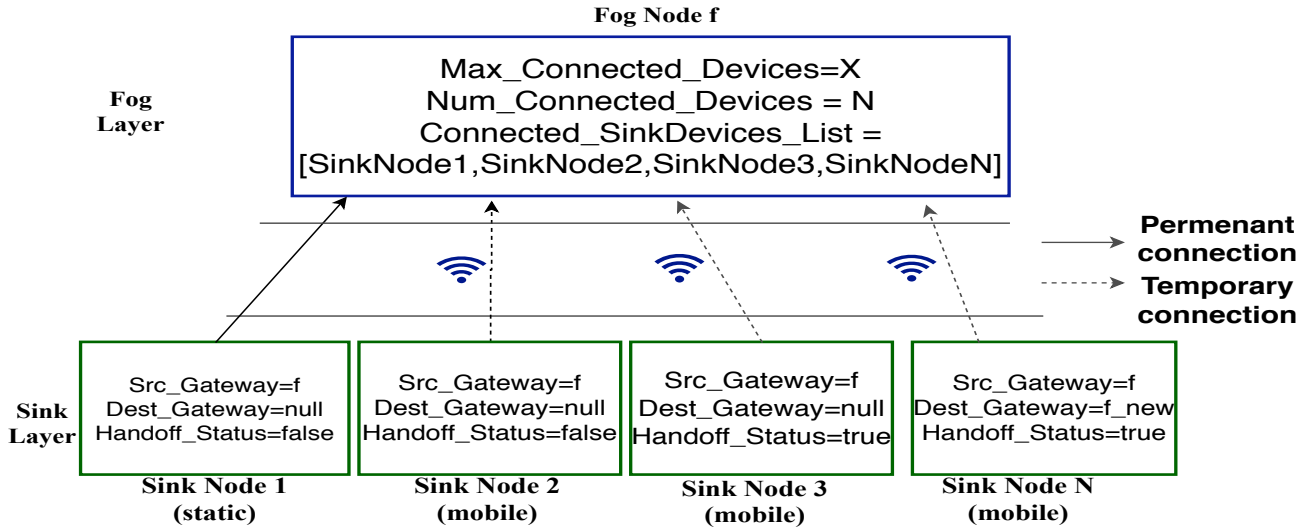 Fog Node f
Max_Connected_Devices=X
Num_Connected_Devices = N
Connected_SinkDevices_List =
[SinkNode1,SinkNode2,SinkNode3,SinkNodeN]
Fog
Layer
Permenant
connection
Temporary
connection
Sink
Layer
Src_Gateway=f
Dest_Gateway=null
Handoff_Status=false
Sink Node 1
(static)
Src_Gateway=f
Dest_Gateway=null
Handoff_Status=false
Sink Node 2
(mobile)
Src_Gateway=f
Dest_Gateway=null
Handoff_Status=true
Sink Node 3
(mobile)
Src_Gateway=f
Dest_Gateway=f_new
Handoff_Status=true
Sink Node N
(mobile)